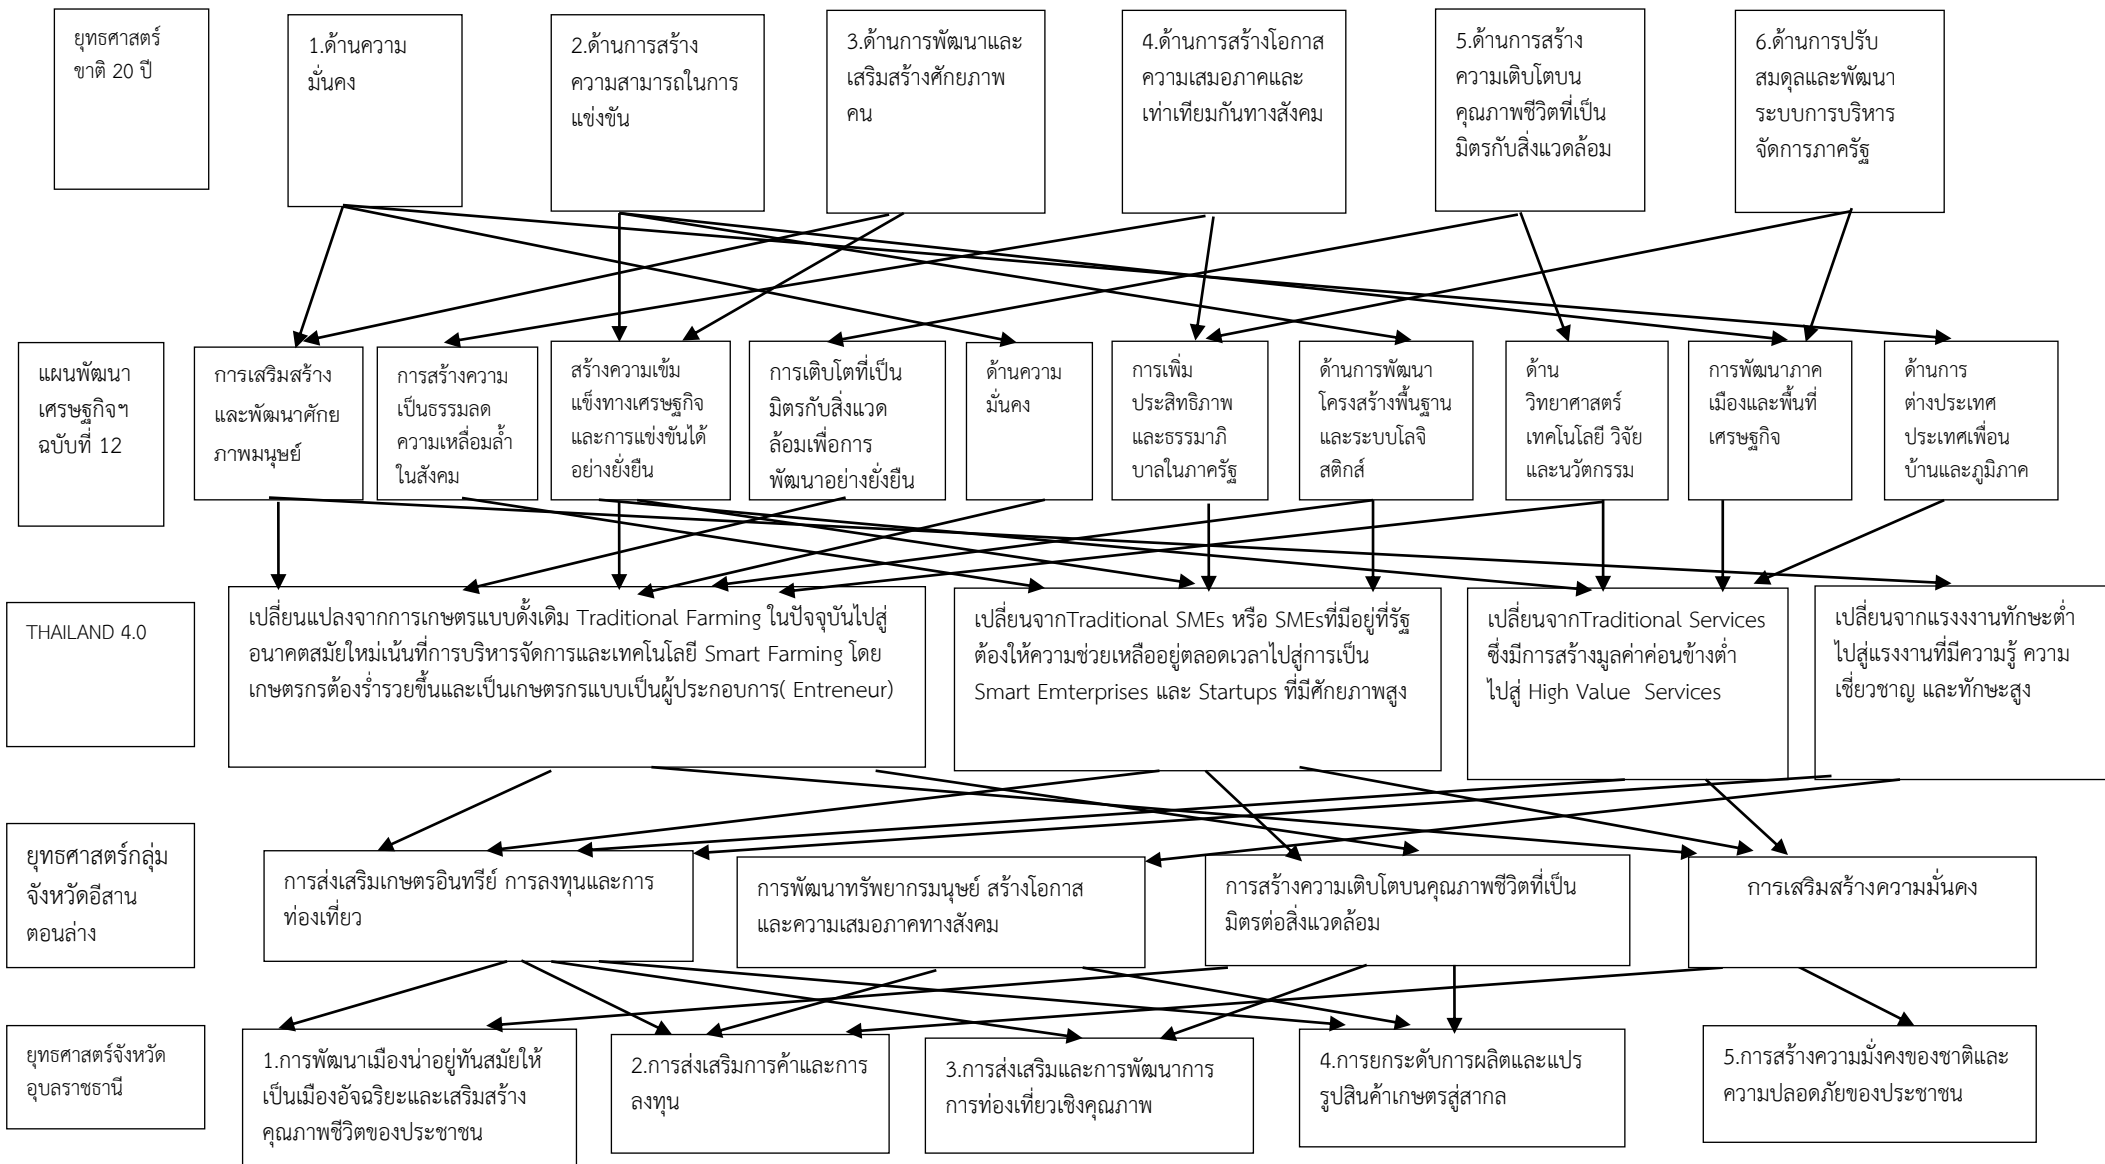 ยุทธศาสตร์
ชาติ 20 ปี
1.ด้านความ
มั่นคง
2.ด้านการสร้าง
ความสามารถในการ
แข่งขัน
3.ด้านการพัฒนาและ
เสริมสร้างศักยภาพ
คน
4.ด้านการสร้างโอกาส
ความเสมอภาคและ
เท่าเทียมกันทางสังคม
5.ด้านการสร้าง
ความเติบโตบน
คุณภาพชีวิตที่เป็น
มิตรกับสิ่งแวดล้อม
6.ด้านการปรับ
สมดุลและพัฒนา
ระบบการบริหาร
จัดการภาครัฐ
แผนพัฒนา
เศรษฐกิจฯ
ฉบับที่ 12
การเสริมสร้าง
และพัฒนาศักย
ภาพมนุษย์
การสร้างความ
เป็นธรรมลด
ความเหลื่อมล้ำ
ในสังคม
สร้างความเข้ม
แข็งทางเศรษฐกิจ
และการแข่งขันได้
อย่างยั่งยืน
การเติบโตที่เป็น
มิตรกับสิ่งแวด
ล้อมเพื่อการ
พัฒนาอย่างยั่งยืน
ด้านความ
มั่นคง
การเพิ่ม
ประสิทธิภาพ
และธรรมาภิ
บาลในภาครัฐ
ด้านการพัฒนา
โครงสร้างพื้นฐาน
และระบบโลจิ
สติกส์
ด้าน
วิทยาศาสตร์
เทคโนโลยี วิจัย
และนวัตกรรม
การพัฒนาภาค
เมืองและพื้นที่
เศรษฐกิจ
ด้านการ
ต่างประเทศ
ประเทศเพื่อน
บ้านและภูมิภาค
THAILAND 4.0
เปลี่ยนแปลงจากการเกษตรแบบดั้งเดิม Traditional Farming ในปัจจุบันไปสู่
อนาคตสมัยใหม่เน้นที่การบริหารจัดการและเทคโนโลยี Smart Farming โดย
เกษตรกรต้องร่ำรวยขึ้นและเป็นเกษตรกรแบบเป็นผู้ประกอบการ( Entreneur)
เปลี่ยนจากTraditional SMEs หรือ SMEsที่มีอยู่ที่รัฐ
ต้องให้ความช่วยเหลืออยู่ตลอดเวลาไปสู่การเป็น
Smart Emterprises และ Startups ที่มีศักยภาพสูง
เปลี่ยนจากTraditional Services
ซึ่งมีการสร้างมูลค่าค่อนข้างต่ำ
ไปสู่ High Value  Services
เปลี่ยนจากแรงงงานทักษะต่ำ
ไปสู่แรงงานที่มีความรู้ ความ
เชี่ยวชาญ และทักษะสูง
ยุทธศาสตร์กลุ่ม
จังหวัดอีสาน
ตอนล่าง
การส่งเสริมเกษตรอินทรีย์ การลงทุนและการ
ท่องเที่ยว
การพัฒนาทรัพยากรมนุษย์ สร้างโอกาส
และความเสมอภาคทางสังคม
การสร้างความเติบโตบนคุณภาพชีวิตที่เป็น
มิตรต่อสิ่งแวดล้อม
การเสริมสร้างความมั่นคง
ยุทธศาสตร์จังหวัด
อุบลราชธานี
1.การพัฒนาเมืองน่าอยู่ทันสมัยให้
เป็นเมืองอัจฉริยะและเสริมสร้าง
คุณภาพชีวิตของประชาชน
2.การส่งเสริมการค้าและการ
ลงทุน
3.การส่งเสริมและการพัฒนาการ
การท่องเที่ยวเชิงคุณภาพ
4.การยกระดับการผลิตและแปร
รูปสินค้าเกษตรสู่สากล
5.การสร้างความมั่งคงของชาติและ
ความปลอดภัยของประชาชน